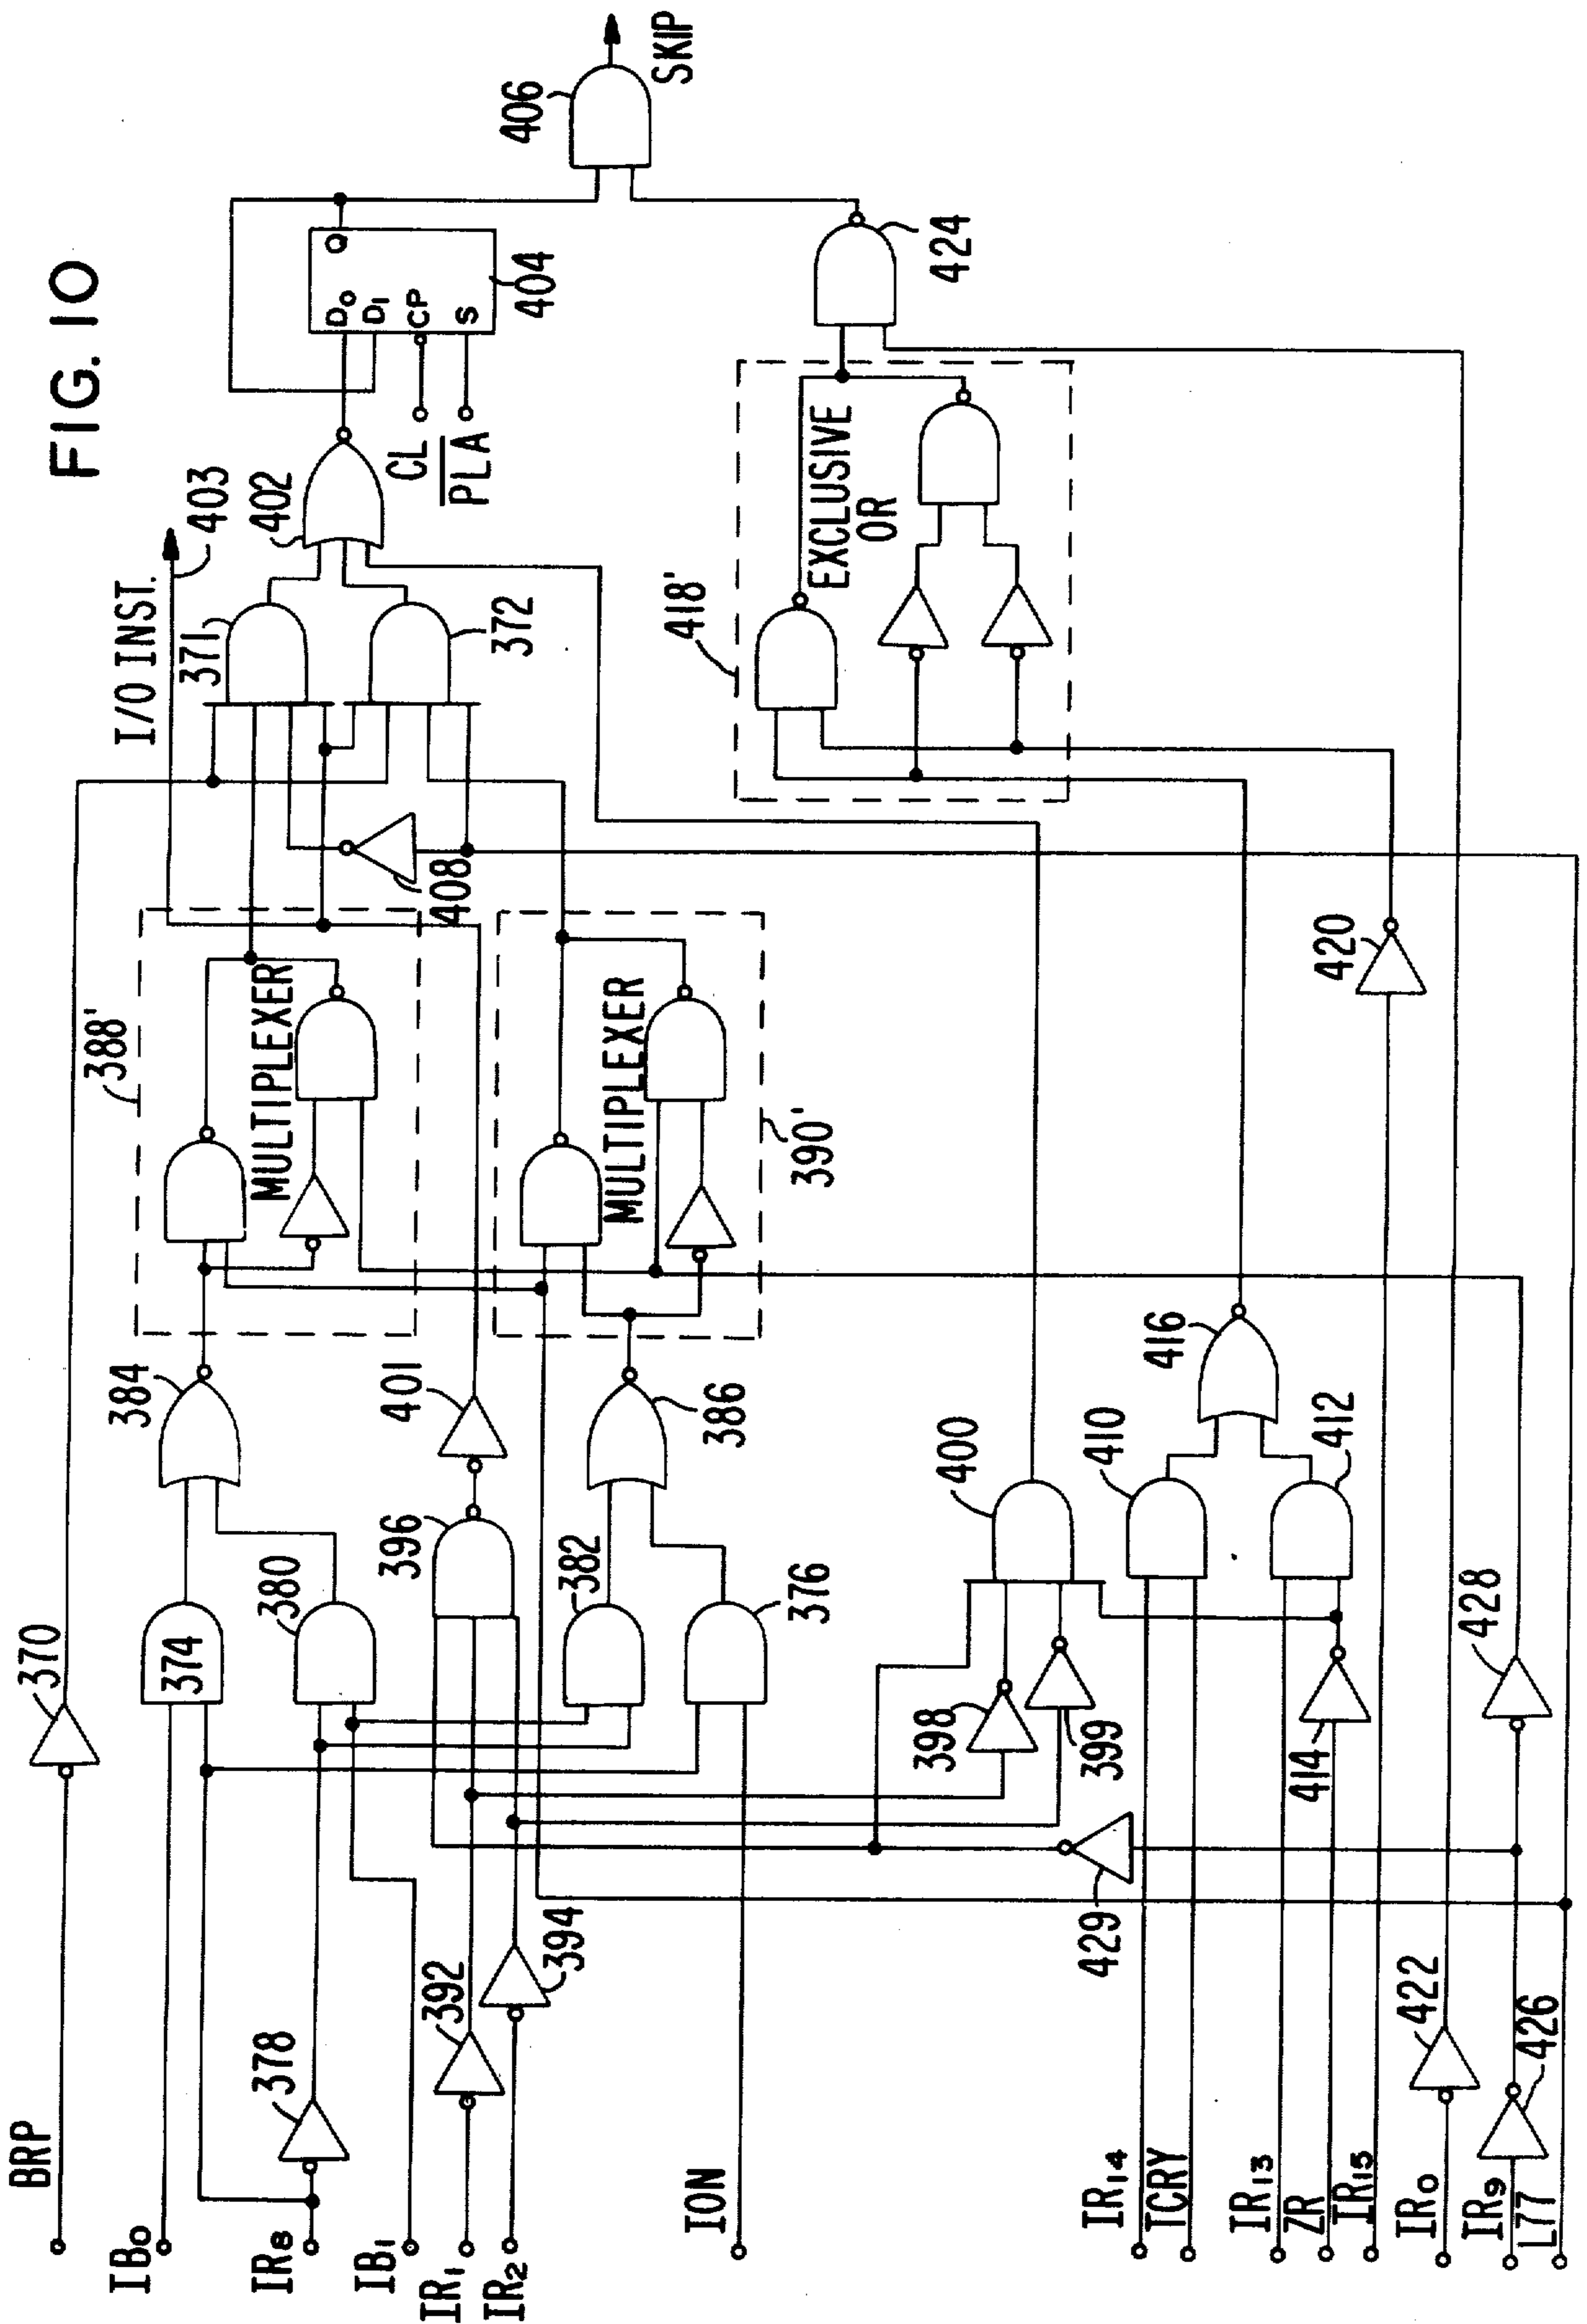 FIG. 10
BRP
IB0
IR8
IB1
IR1
IR2
ION
IR14
TCRY
IR13
ZR
IR15
IR0
IR9
L77
370
374
378
380
392
394
396
401
382
376
384
386
388'
MULTIPLEXER
MULTIPLEXER
390'
398
399
400
410
412
414
416
420
422
426
428
429
408
I/O INST.
403
371
372
402
D0
D1
CP
S
Q
404
CL
PLA
406
SKIP
418'
EXCLUSIVE
OR
424